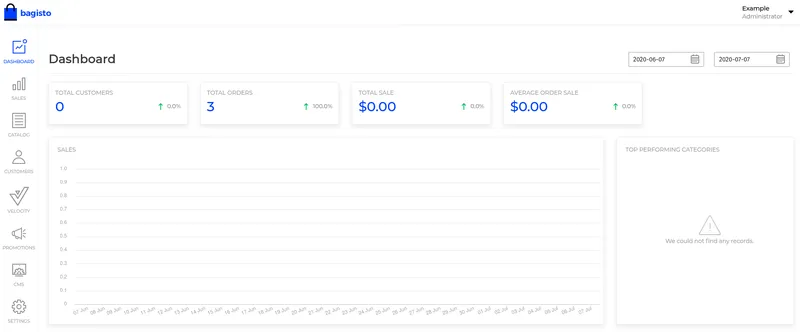 bagisto
Example
Administrator
DASHBOARD
SALES
CATALOG
CUSTOMERS
VELOCITY
PROMOTIONS
CMS
SETTINGS
Dashboard
2020-06-07
2020-07-07
TOTAL CUSTOMERS
0
0.0%
TOTAL ORDERS
3
100.0%
TOTAL SALE
$0.00
0.0%
AVERAGE ORDER SALE
$0.00
0.0%
SALES
1.0
0.9
0.8
0.7
0.6
0.5
0.4
0.3
0.2
0.1
0
07 Jun
08 Jun
09 Jun
10 Jun
11 Jun
12 Jun
13 Jun
14 Jun
15 Jun
16 Jun
17 Jun
18 Jun
19 Jun
20 Jun
21 Jun
22 Jun
23 Jun
24 Jun
25 Jun
26 Jun
27 Jun
28 Jun
29 Jun
30 Jun
01 Jul
02 Jul
03 Jul
04 Jul
05 Jul
06 Jul
07 Jul
TOP PERFORMING CATEGORIES
We could not find any records.